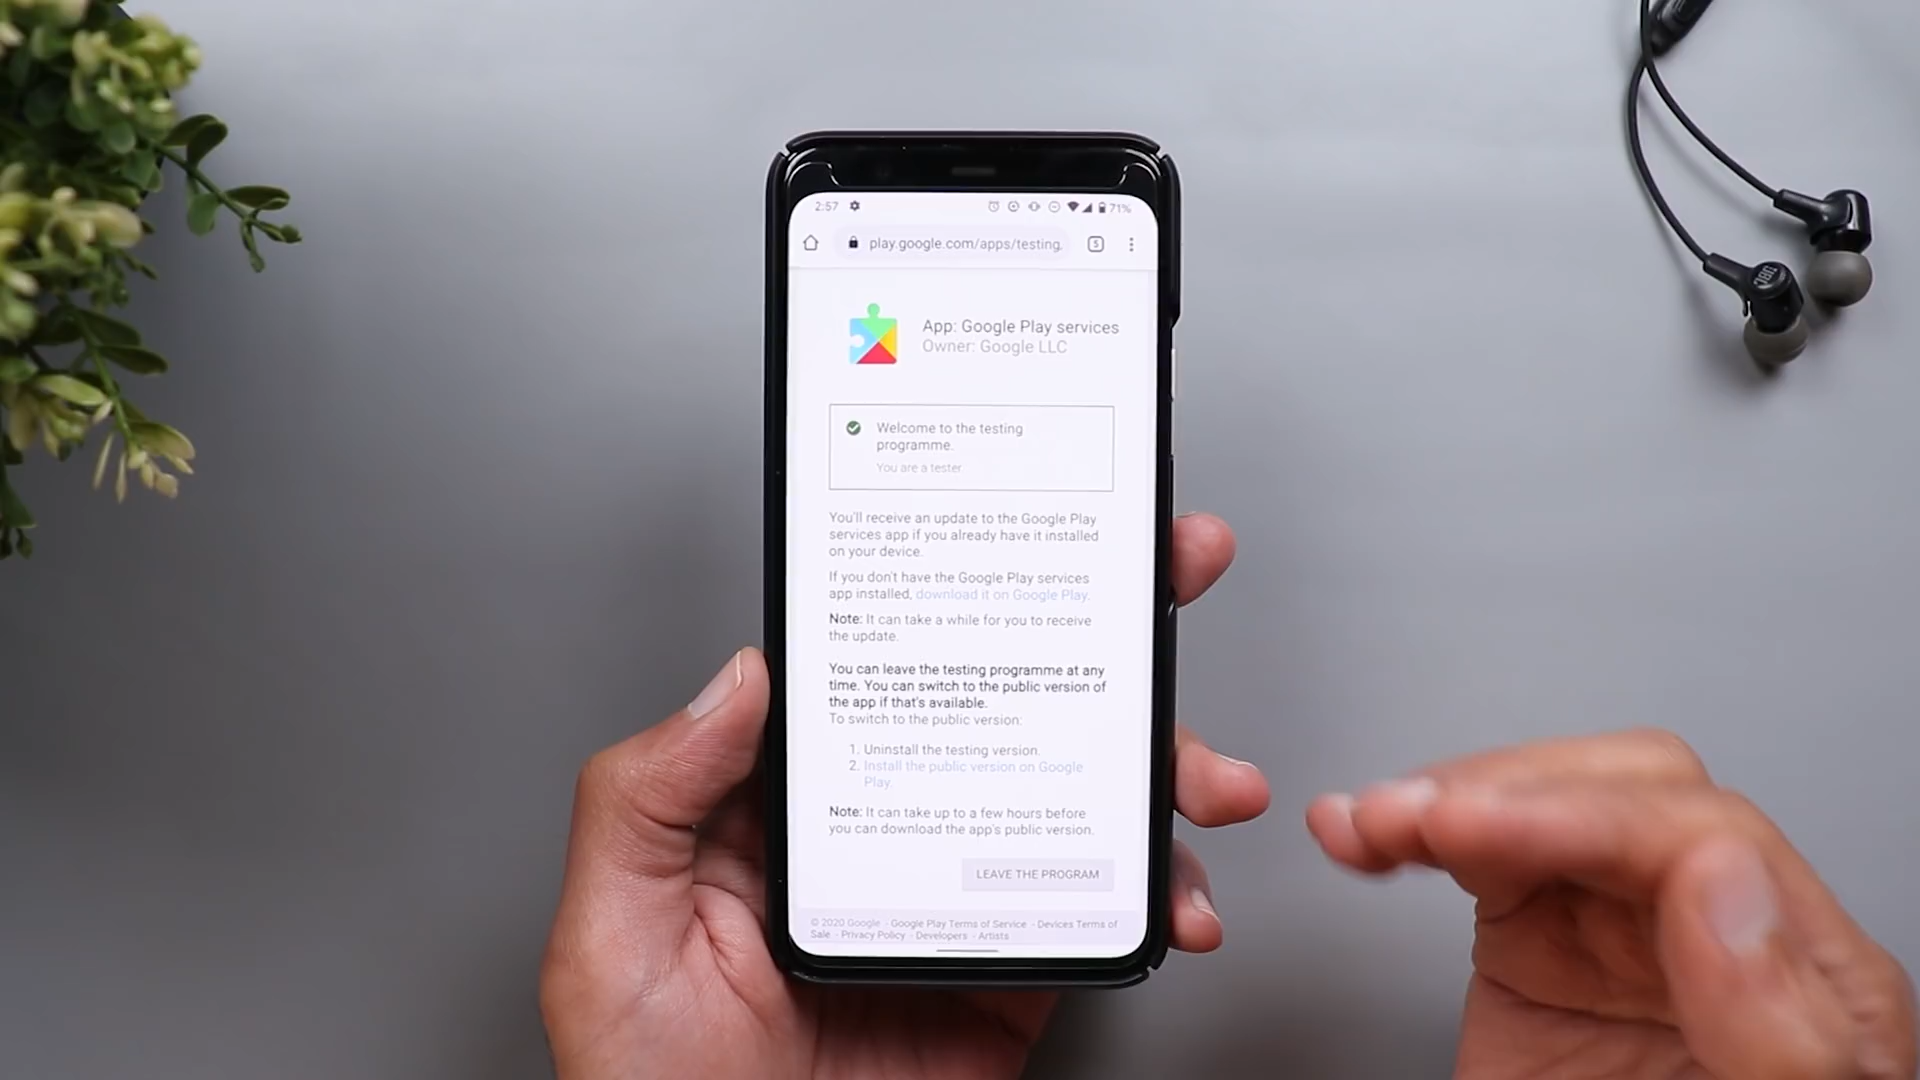 2:57
71%
play.google.com/apps/testing.
5
App: Google Play services
Owner: Google LLC
Welcome to the testing
programme.
You are a tester
You'll receive an update to the Google Play
services app if you already have it installed
on your device.
If you don't have the Google Play services
app installed, download it on Google Play.
Note: It can take a while for you to receive
the update.
You can leave the testing programme at any
time. You can switch to the public version of
the app if that's available.
To switch to the public version:
1. Uninstall the testing version.
2. Install the public version on Google
Play.
Note: It can take up to a few hours before
you can download the app's public version.
LEAVE THE PROGRAM
© 2020 Google - Google Play Terms of Service - Devices Terms of
Sale - Privacy Policy - Developers - Artists
JBL